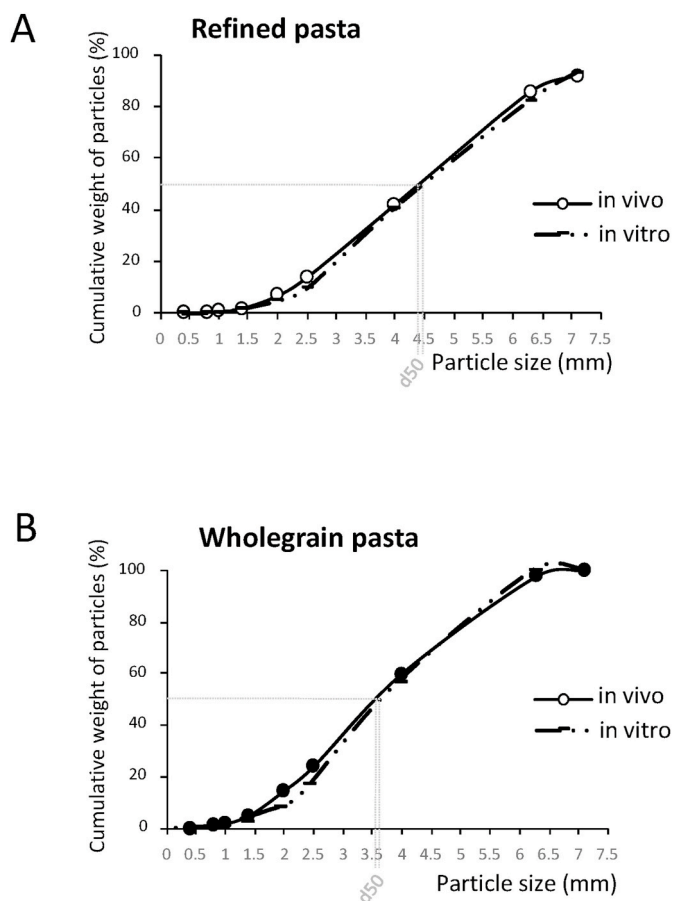 A
Refined pasta
Cumulative weight of particles (%)
100
80
60
40
20
0
in vivo
in vitro
0 0.5 1 1.5 2 2.5 3 3.5 4 4.5 5 5.5 6 6.5 7 7.5
d50
Particle size (mm)
B
Wholegrain pasta
Cumulative weight of particles (%)
100
80
60
40
20
0
in vivo
in vitro
0 0.5 1 1.5 2 2.5 3 3.5 4 4.5 5 5.5 6 6.5 7 7.5
d50
Particle size (mm)